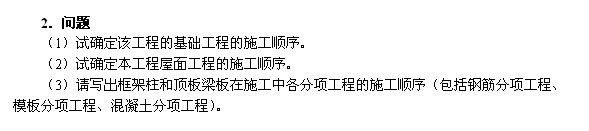 2．问题
（1）试确定该工程的基础工程的施工顺序。
（2）试确定本工程屋面工程的施工顺序。
（3）请写出框架柱和顶板梁板在施工中各分项工程的施工顺序（包括钢筋分项工程、
模板分项工程、混凝土分项工程）。